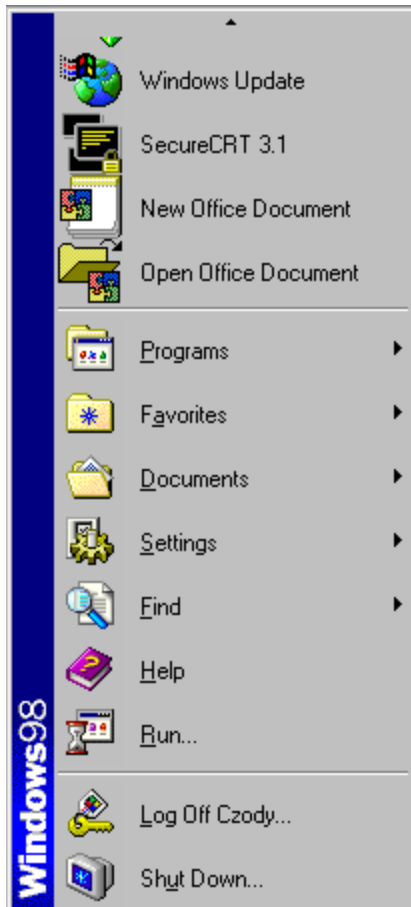 Windows Update
SecureCRT 3.1
New Office Document
Open Office Document
Programs
Favorites
Documents
Settings
Find
Help
Run...
Log Off Czody...
Shut Down...
Windows98